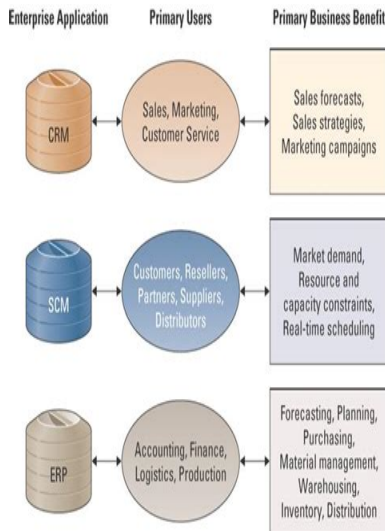 Enterprise Application Primary Users Primary Business Benefit
CRM
Sales, Marketing,
Customer Service
Sales forecasts,
Sales strategies,
Marketing campaigns
SCM
Customers, Resellers,
Partners, Suppliers,
Distributors
Market demand,
Resource and
capacity constraints,
Real-time scheduling
ERP
Accounting, Finance,
Logistics, Production
Forecasting, Planning,
Purchasing,
Material management,
Warehousing,
Inventory, Distribution